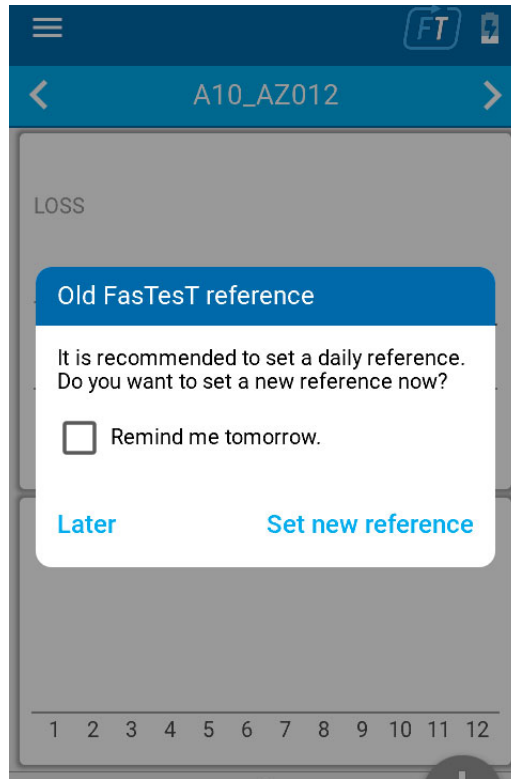 FT
A10_AZ012
LOSS
Old FasTesT reference
It is recommended to set a daily reference.
Do you want to set a new reference now?
Remind me tomorrow.
Later Set new reference
1 2 3 4 5 6 7 8 9 10 11 12